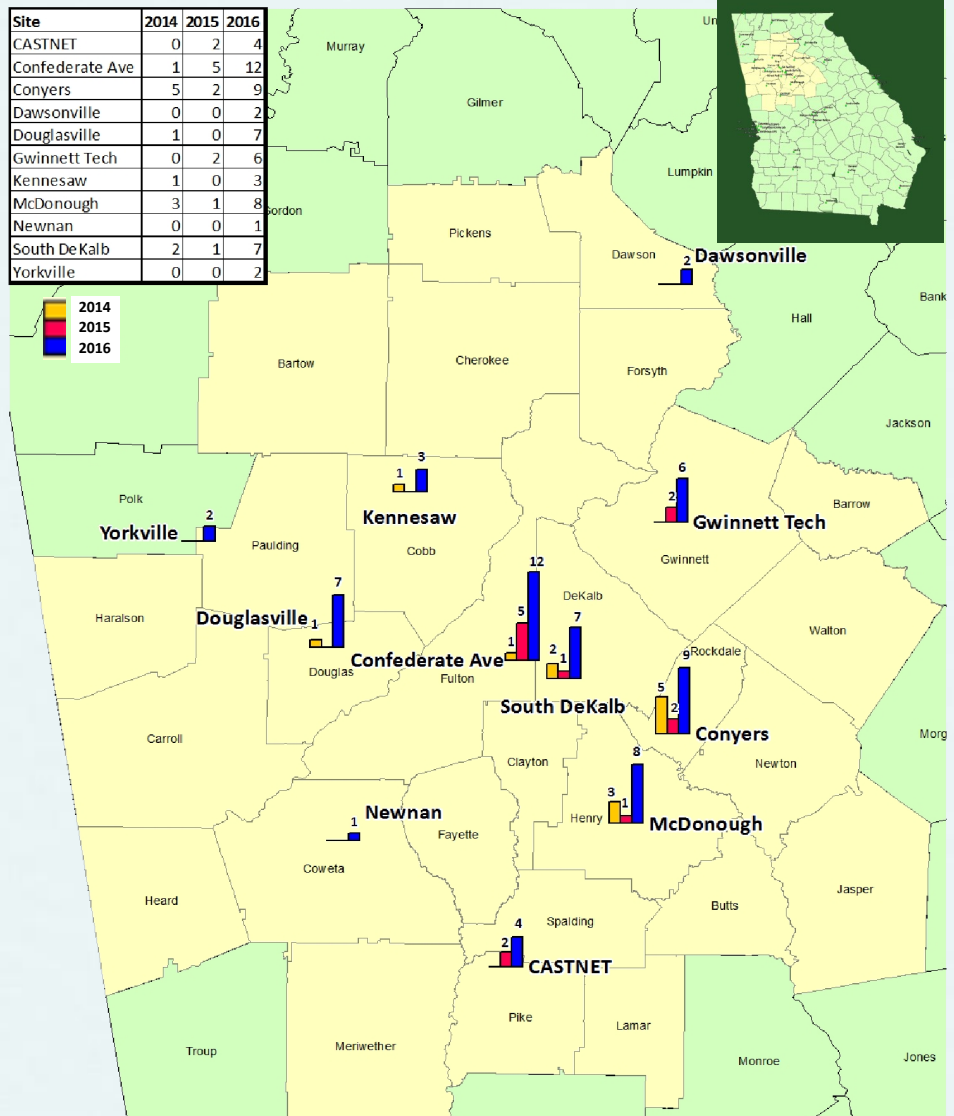 Site 2014 2015 2016
CASTNET 0 2 4
Confederate Ave 1 5 12
Conyers 5 2 9
Dawsonville 0 0 2
Douglasville 1 0 7
Gwinnett Tech 0 2 6
Kennesaw 1 0 3
McDonough 3 1 8
Newnan 0 0 1
South DeKalb 2 1 7
Yorkville 0 0 2
2014
2015
2016
Murray
Un
Gilmer
Lumpkin
Gordon
Pickens
Dawson
2 Dawsonville
Bank
Hall
Bartow
Cherokee
Forsyth
Jackson
1 3
Kennesaw
2 6
Gwinnett Tech
Polk
Barrow
Yorkville 2
Paulding
Cobb
Gwinnett
Haralson
Douglasville 1 7
Douglas
1 5 12
Confederate Ave
Fulton
DeKalb
2 1 7
South DeKalb
Walton
Rockdale
5 2 9
Conyers
Carroll
Clayton
Newton
Morg
3 1 8
Henry
McDonough
Newnan
1
Fayette
Coweta
Heard
Jasper
Butts
Spalding
2 4
CASTNET
Pike
Lamar
Troup
Meriwether
Monroe
Jones